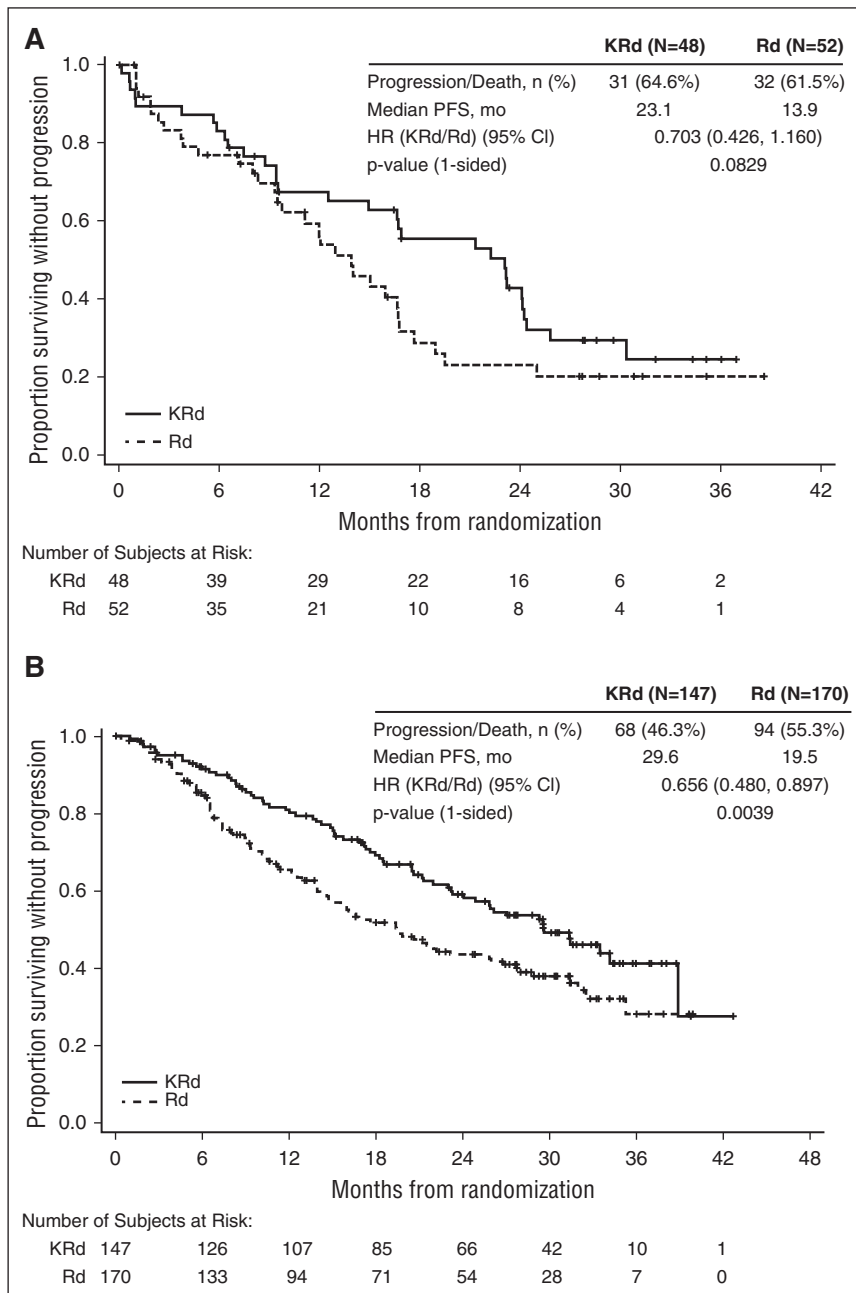 A
KRd (N=48) Rd (N=52)
Progression/Death, n (%) 31 (64.6%) 32 (61.5%)
Median PFS, mo 23.1 13.9
HR (KRd/Rd) (95% CI) 0.703 (0.426, 1.160)
p-value (1-sided) 0.0829
Proportion surviving without progression
1.0
0.8
0.6
0.4
0.2
0.0
KRd
Rd
0 6 12 18 24 30 36 42
Months from randomization
Number of Subjects at Risk:
KRd 48 39 29 22 16 6 2
Rd 52 35 21 10 8 4 1
B
KRd (N=147) Rd (N=170)
Progression/Death, n (%) 68 (46.3%) 94 (55.3%)
Median PFS, mo 29.6 19.5
HR (KRd/Rd) (95% CI) 0.656 (0.480, 0.897)
p-value (1-sided) 0.0039
Proportion surviving without progression
1.0
0.8
0.6
0.4
0.2
0.0
KRd
Rd
0 6 12 18 24 30 36 42 48
Months from randomization
Number of Subjects at Risk:
KRd 147 126 107 85 66 42 10 1
Rd 170 133 94 71 54 28 7 0